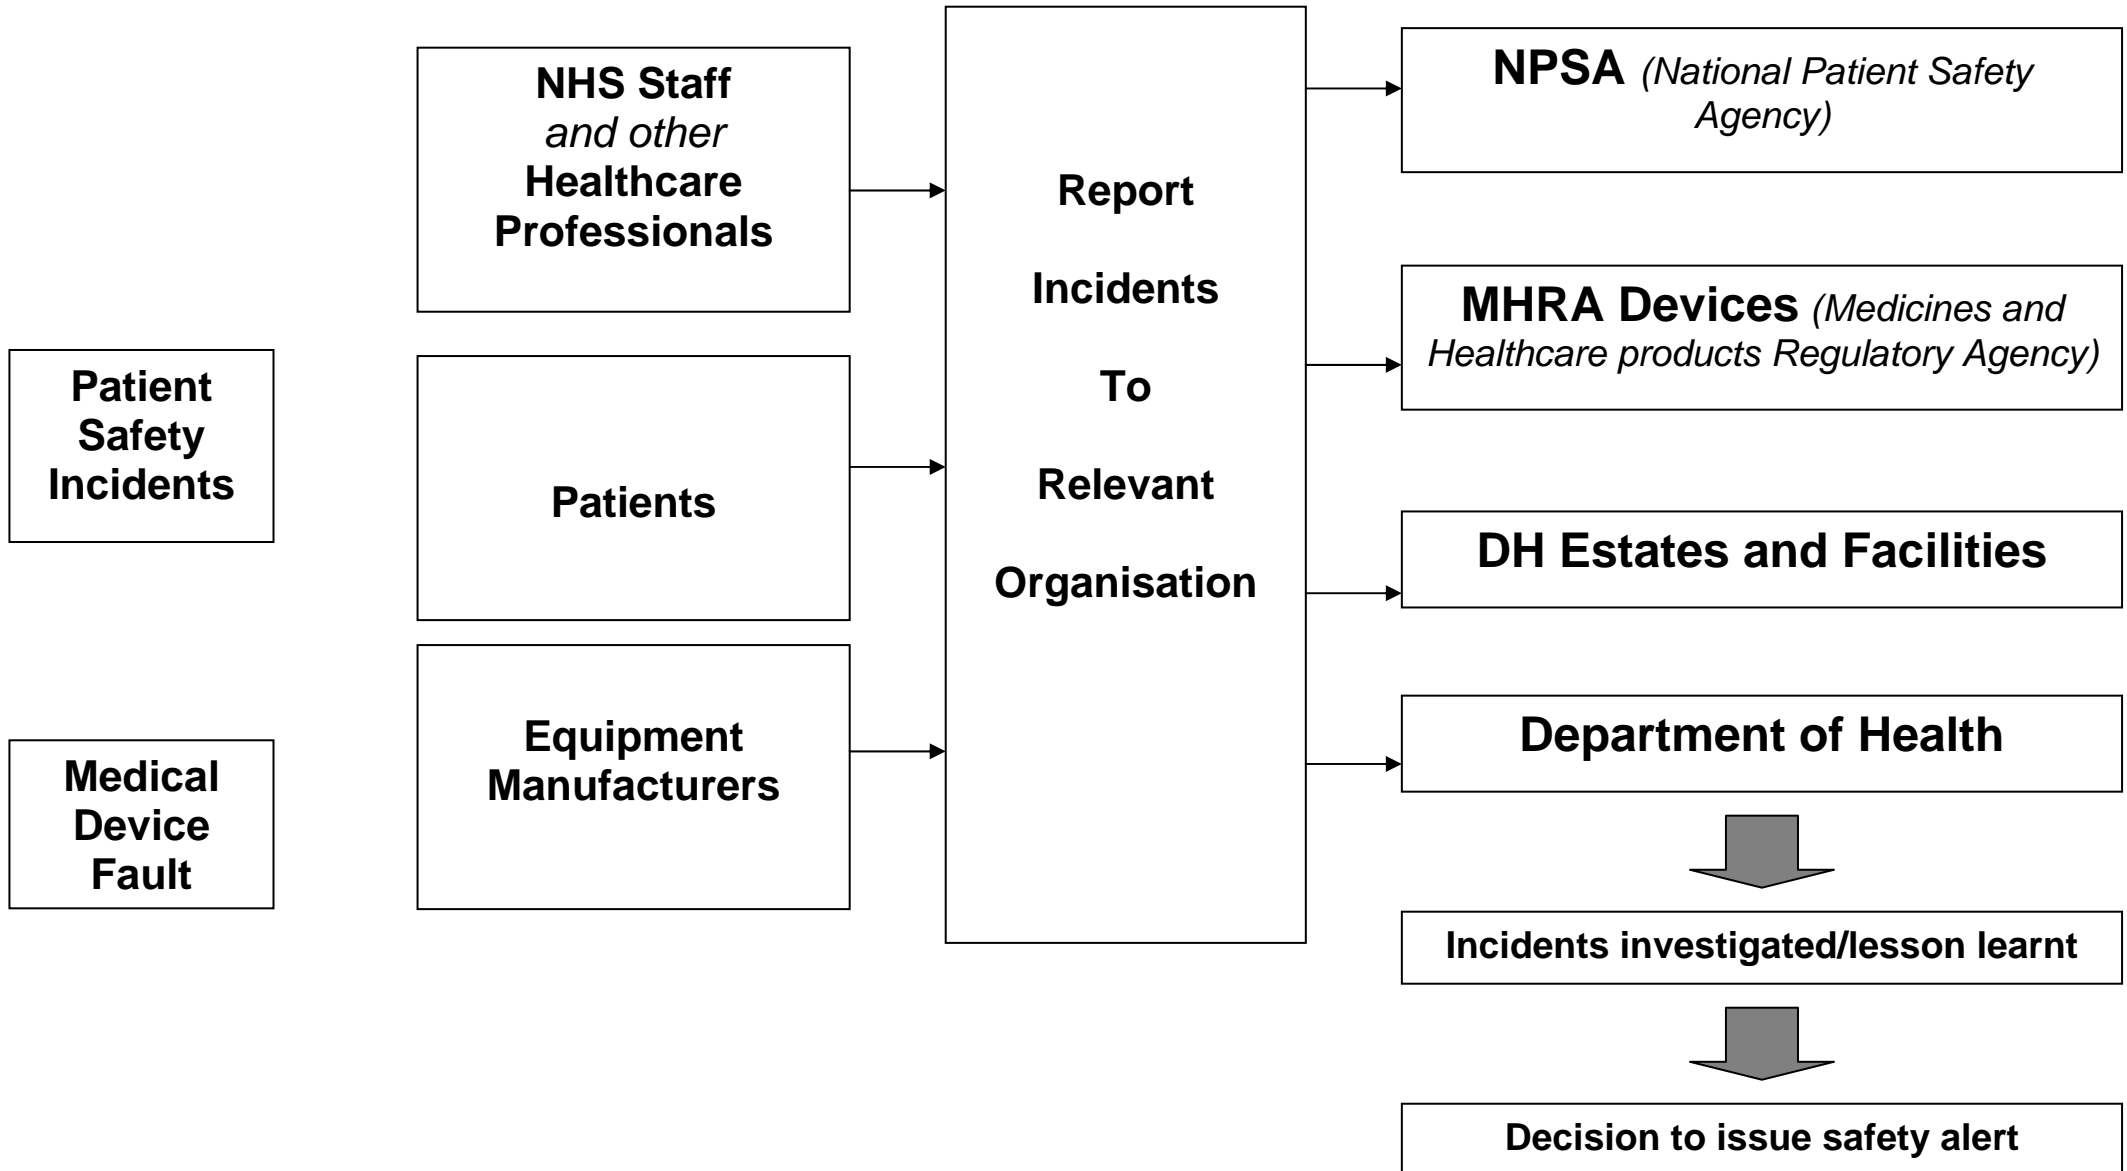 Patient
Safety
Incidents
Medical
Device
Fault
NHS Staff
and other
Healthcare
Professionals
Patients
Equipment
Manufacturers
Report
Incidents
To
Relevant
Organisation
NPSA (National Patient Safety
Agency)
MHRA Devices (Medicines and
Healthcare products Regulatory Agency)
DH Estates and Facilities
Department of Health
Incidents investigated/lesson learnt
Decision to issue safety alert